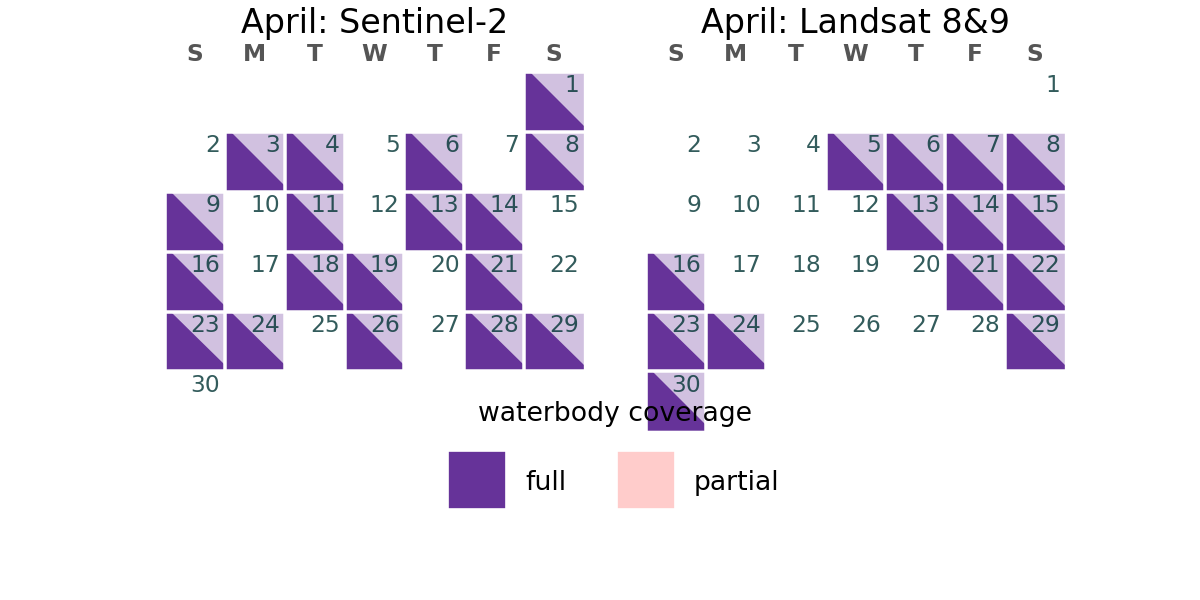 April: Sentinel-2
S M T W T F S
1
2 3 4 5 6 7 8
9 10 11 12 13 14 15
16 17 18 19 20 21 22
23 24 25 26 27 28 29
30
April: Landsat 8&9
S M T W T F S
1
2 3 4 5 6 7 8
9 10 11 12 13 14 15
16 17 18 19 20 21 22
23 24 25 26 27 28 29
30
waterbody coverage
full partial